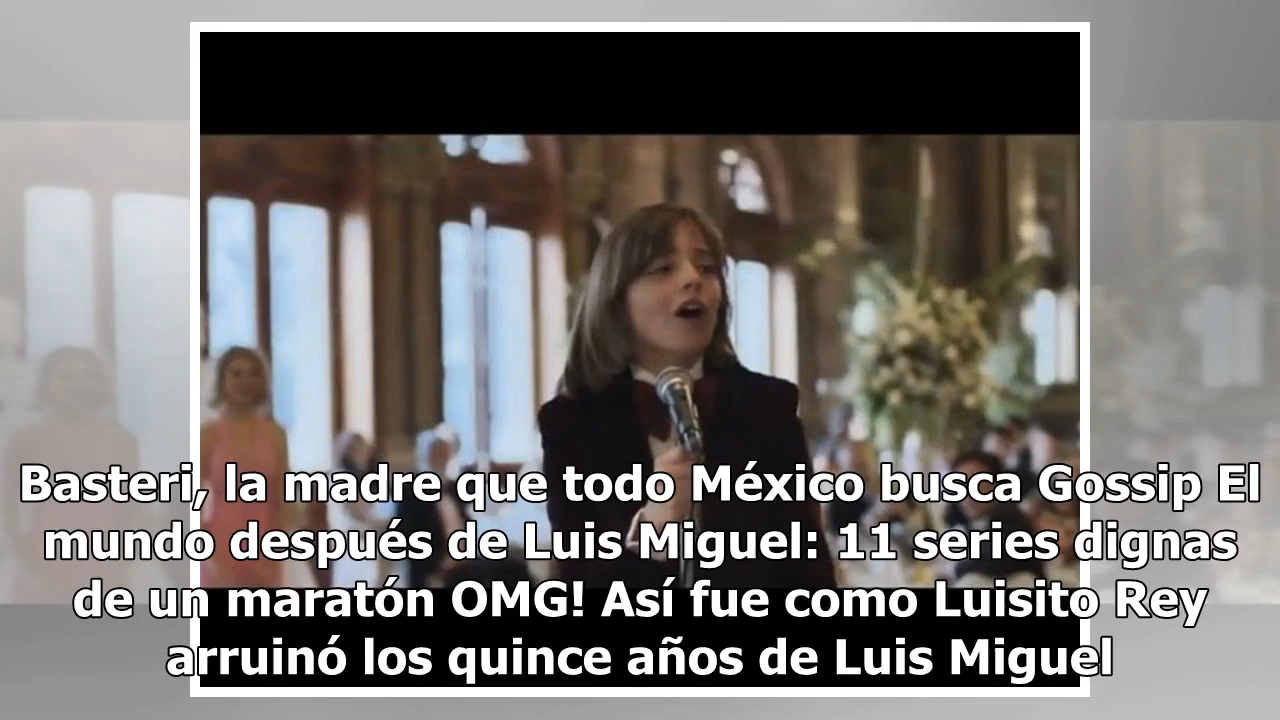 Basteri, la madre que todo México busca Gossip El
mundo después de Luis Miguel: 11 series dignas
de un maratón OMG! Así fue como Luisito Rey
arruinó los quince años de Luis Miguel